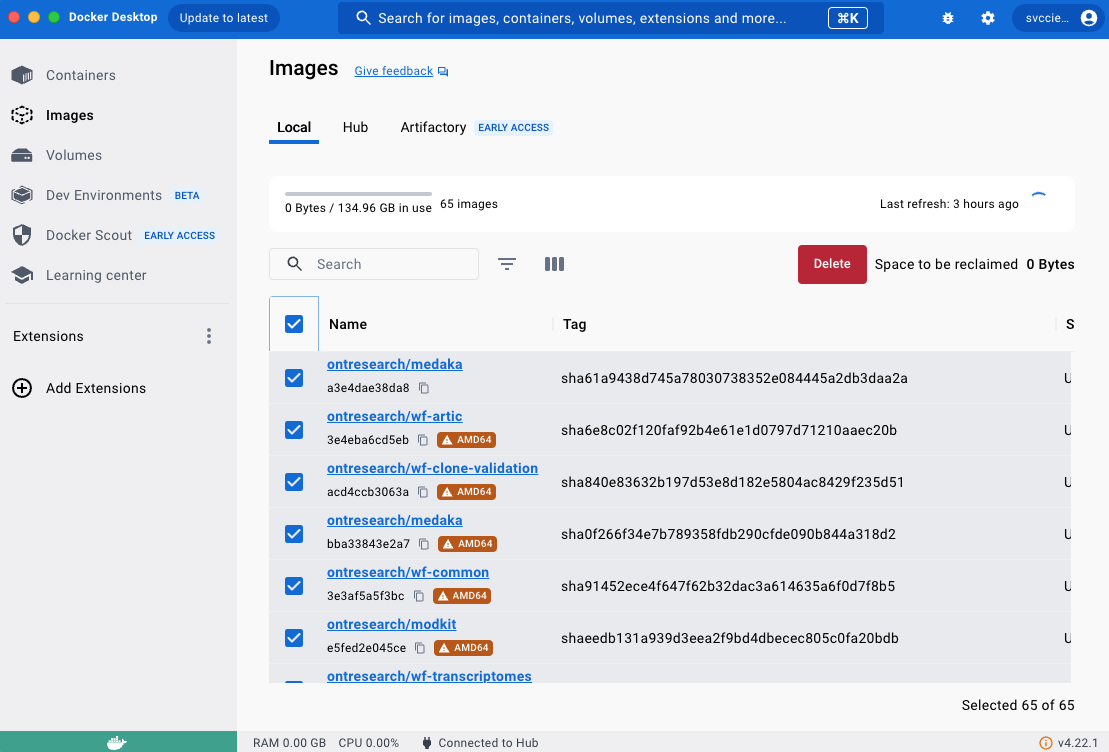 Docker Desktop
Update to latest
Search for images, containers, volumes, extensions and more...
⌘K
svccie...
Containers
Images
Volumes
Dev Environments BETA
Docker Scout EARLY ACCESS
Learning center
Extensions
Add Extensions
Images Give feedback
Local Hub Artifactory EARLY ACCESS
0 Bytes / 134.96 GB in use 65 images
Last refresh: 3 hours ago
Search
Delete Space to be reclaimed 0 Bytes
Name Tag S
ontresearch/medaka
a3e4dae38da8
sha61a9438d745a78030738352e084445a2db3daa2a U
ontresearch/wf-artic
3e4eba6cd5eb AMD64
sha6e8c02f120faf92b4e61e1d0797d71210aaec20b U
ontresearch/wf-clone-validation
acd4ccb3063a AMD64
sha840e83632b197d53e8d182e5804ac8429f235d51 U
ontresearch/medaka
bba33843e2a7 AMD64
sha0f266f34e7b789358fdb290cfde090b844a318d2 U
ontresearch/wf-common
3e3af5a5f3bc AMD64
sha91452ece4f647f62b32dac3a614635a6f0d7f8b5 U
ontresearch/modkit
e5fed2e045ce AMD64
shaeedb131a939d3eea2f9bd4dbecec805c0fa20bdb U
ontresearch/wf-transcriptomes
Selected 65 of 65
RAM 0.00 GB CPU 0.00% Connected to Hub
v4.22.1